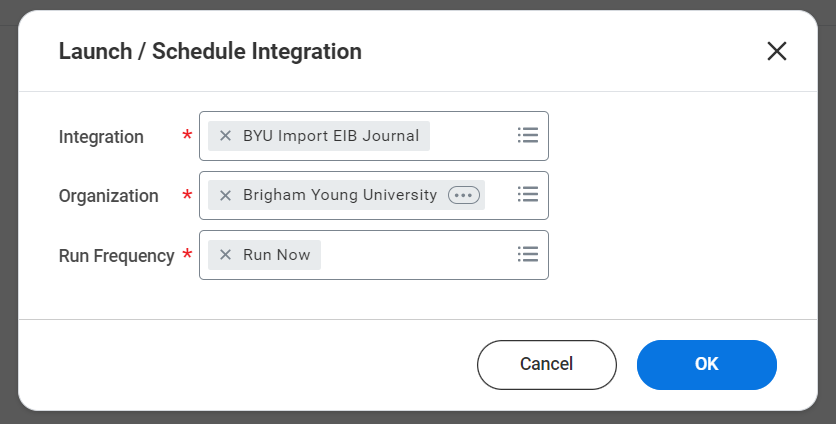 Launch / Schedule Integration
Integration * BYU Import EIB Journal
Organization * Brigham Young University
Run Frequency * Run Now
Cancel OK